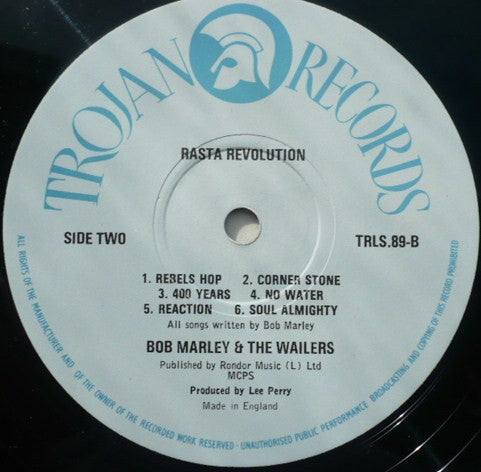 TROJAN RECORDS
RASTA REVOLUTION
SIDE TWO
TRLS.89-B
1. REBELS HOP 2. CORNER STONE
3. 400 YEARS 4. NO WATER
5. REACTION 6. SOUL ALMIGHTY
All songs written by Bob Marley
BOB MARLEY & THE WAILERS
Published by Rondor Music (L) Ltd
MCPS
Produced by Lee Perry
Made in England
ALL RIGHTS OF THE MANUFACTURER AND OF THE OWNER OF THE RECORDED WORK RESERVED · UNAUTHORISED PUBLIC PERFORMANCE BROADCASTING AND COPYING OF THIS RECORD PROHIBITED